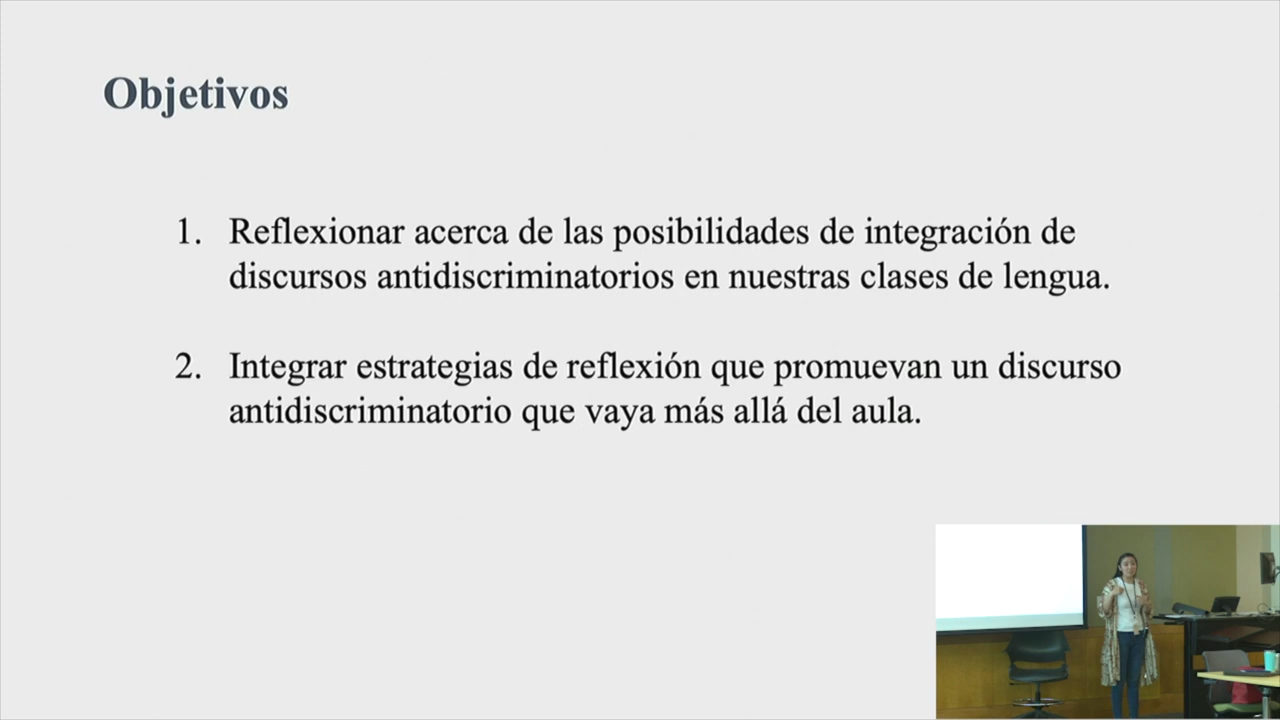 Objetivos
1. Reflexionar acerca de las posibilidades de integración de
discursos antidiscriminatorios en nuestras clases de lengua.
2. Integrar estrategias de reflexión que promuevan un discurso
antidiscriminatorio que vaya más allá del aula.